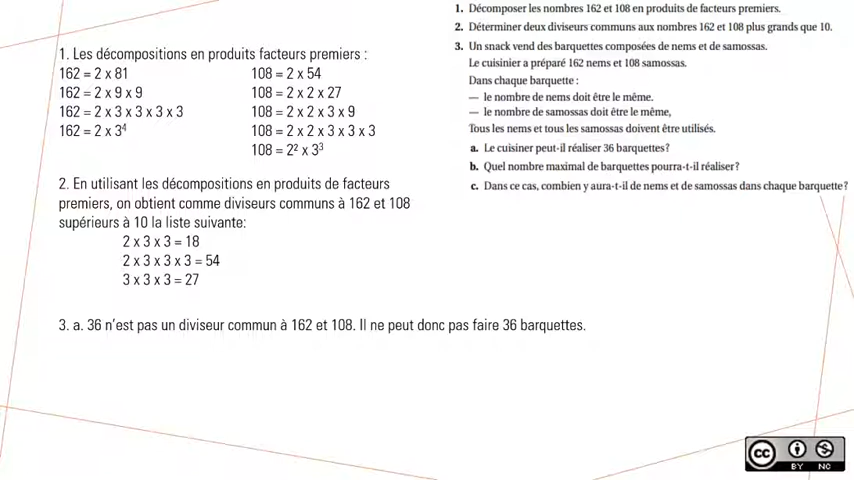 1. Décomposer les nombres 162 et 108 en produits de facteurs premiers.
2. Déterminer deux diviseurs communs aux nombres 162 et 108 plus grands que 10.
3. Un snack vend des barquettes composées de nems et de samossas.
Le cuisinier a préparé 162 nems et 108 samossas.
Dans chaque barquette :
— le nombre de nems doit être le même.
— le nombre de samossas doit être le même,
Tous les nems et tous les samossas doivent être utilisés.
a. Le cuisiner peut-il réaliser 36 barquettes?
b. Quel nombre maximal de barquettes pourra-t-il réaliser?
c. Dans ce cas, combien y aura-t-il de nems et de samossas dans chaque barquette?
1. Les décompositions en produits facteurs premiers :
162 = 2 x 81
162 = 2 x 9 x 9
162 = 2 x 3 x 3 x 3 x 3
162 = 2 x 3⁴
108 = 2 x 54
108 = 2 x 2 x 27
108 = 2 x 2 x 3 x 9
108 = 2 x 2 x 3 x 3 x 3
108 = 2² x 3³
2. En utilisant les décompositions en produits de facteurs
premiers, on obtient comme diviseurs communs à 162 et 108
supérieurs à 10 la liste suivante:
2 x 3 x 3 = 18
2 x 3 x 3 x 3 = 54
3 x 3 x 3 = 27
3. a. 36 n'est pas un diviseur commun à 162 et 108. Il ne peut donc pas faire 36 barquettes.
cc
BY NC